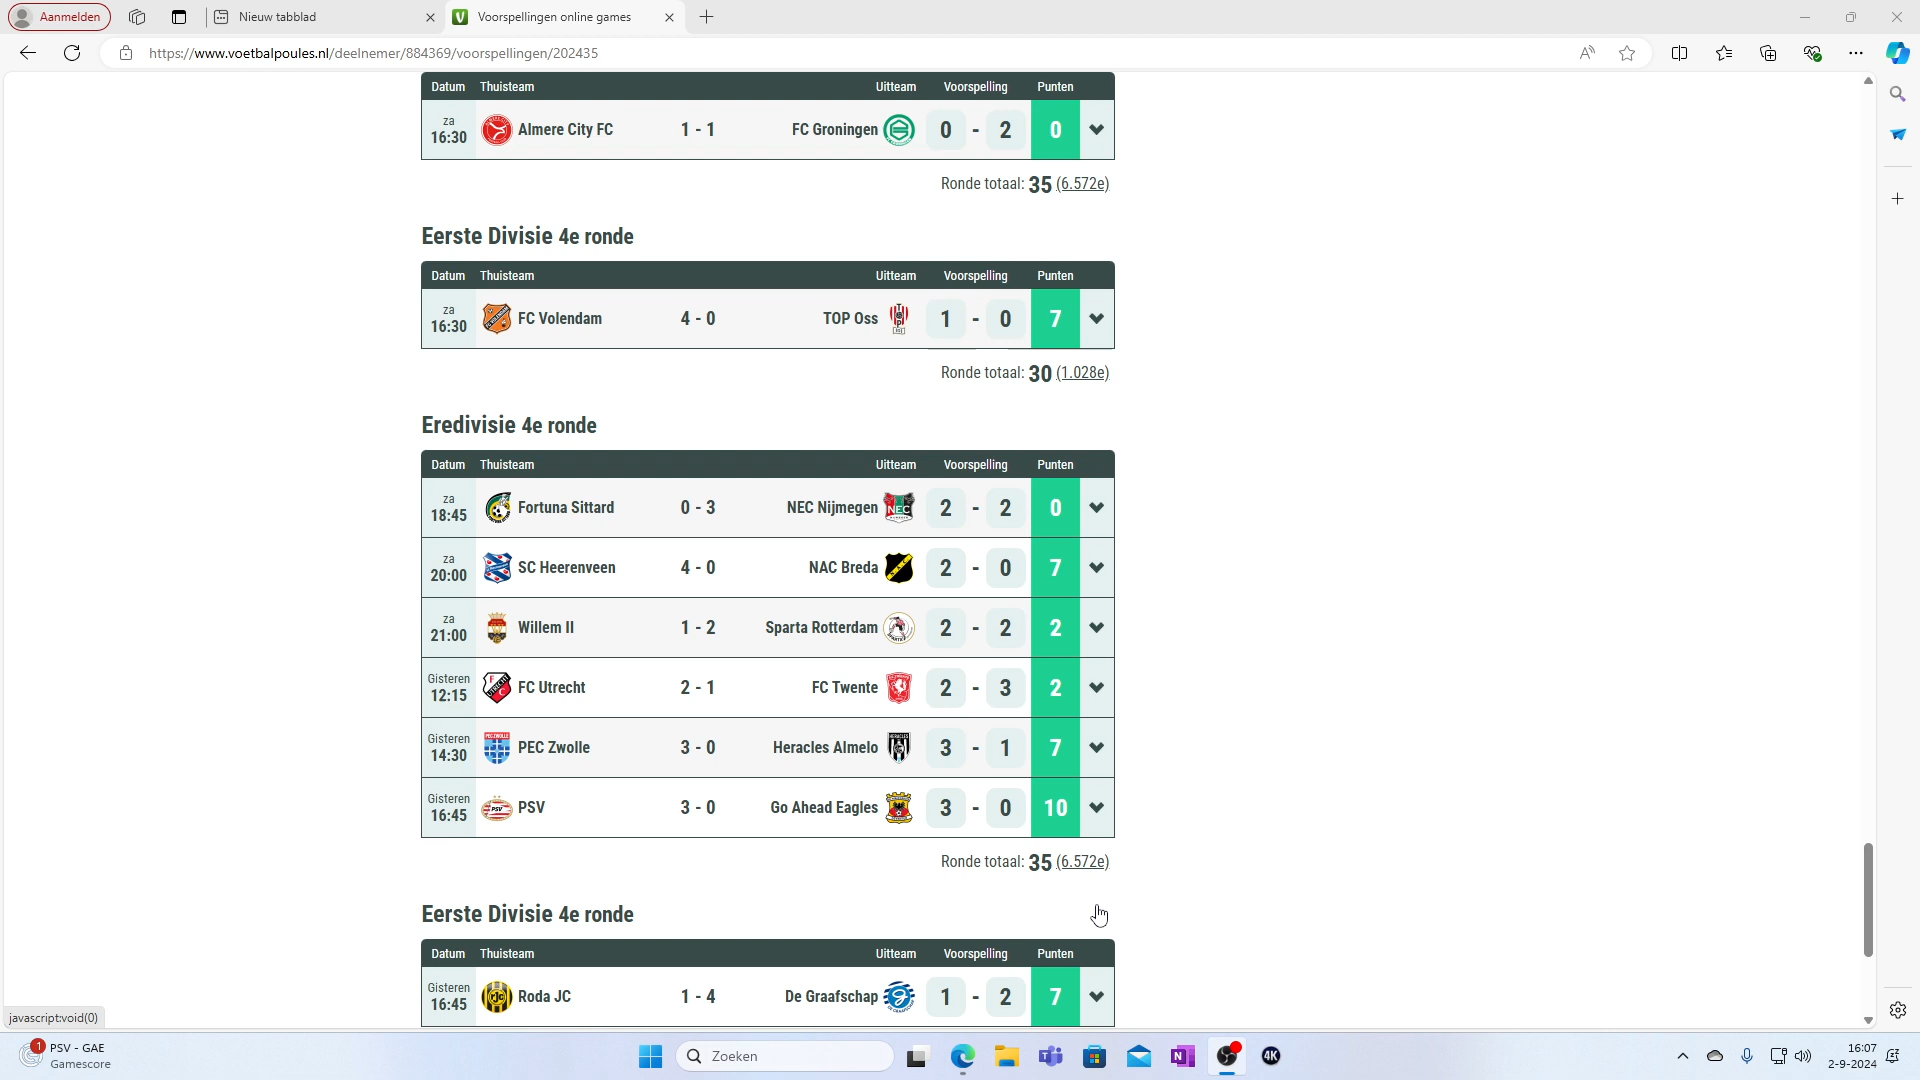 Aanmelden
Nieuw tabblad
Voorspellingen online games
https://www.voetbalpoules.nl/deelnemer/884369/voorspellingen/202435
Datum Thuisteam Uitteam Voorspelling Punten
za 16:30 Almere City FC 1 - 1 FC Groningen 0 - 2 0
Ronde totaal: 35 (6.572e)
Eerste Divisie 4e ronde
Datum Thuisteam Uitteam Voorspelling Punten
za 16:30 FC Volendam 4 - 0 TOP Oss 1 - 0 7
Ronde totaal: 30 (1.028e)
Eredivisie 4e ronde
Datum Thuisteam Uitteam Voorspelling Punten
za 18:45 Fortuna Sittard 0 - 3 NEC Nijmegen 2 - 2 0
za 20:00 SC Heerenveen 4 - 0 NAC Breda 2 - 0 7
za 21:00 Willem II 1 - 2 Sparta Rotterdam 2 - 2 2
Gisteren 12:15 FC Utrecht 2 - 1 FC Twente 2 - 3 2
Gisteren 14:30 PEC Zwolle 3 - 0 Heracles Almelo 3 - 1 7
Gisteren 16:45 PSV 3 - 0 Go Ahead Eagles 3 - 0 10
Ronde totaal: 35 (6.572e)
Eerste Divisie 4e ronde
Datum Thuisteam Uitteam Voorspelling Punten
Gisteren 16:45 Roda JC 1 - 4 De Graafschap 1 - 2 7
javascript:void(0)
1 PSV - GAE
Gamescore
Zoeken
4K
16:07
2-9-2024